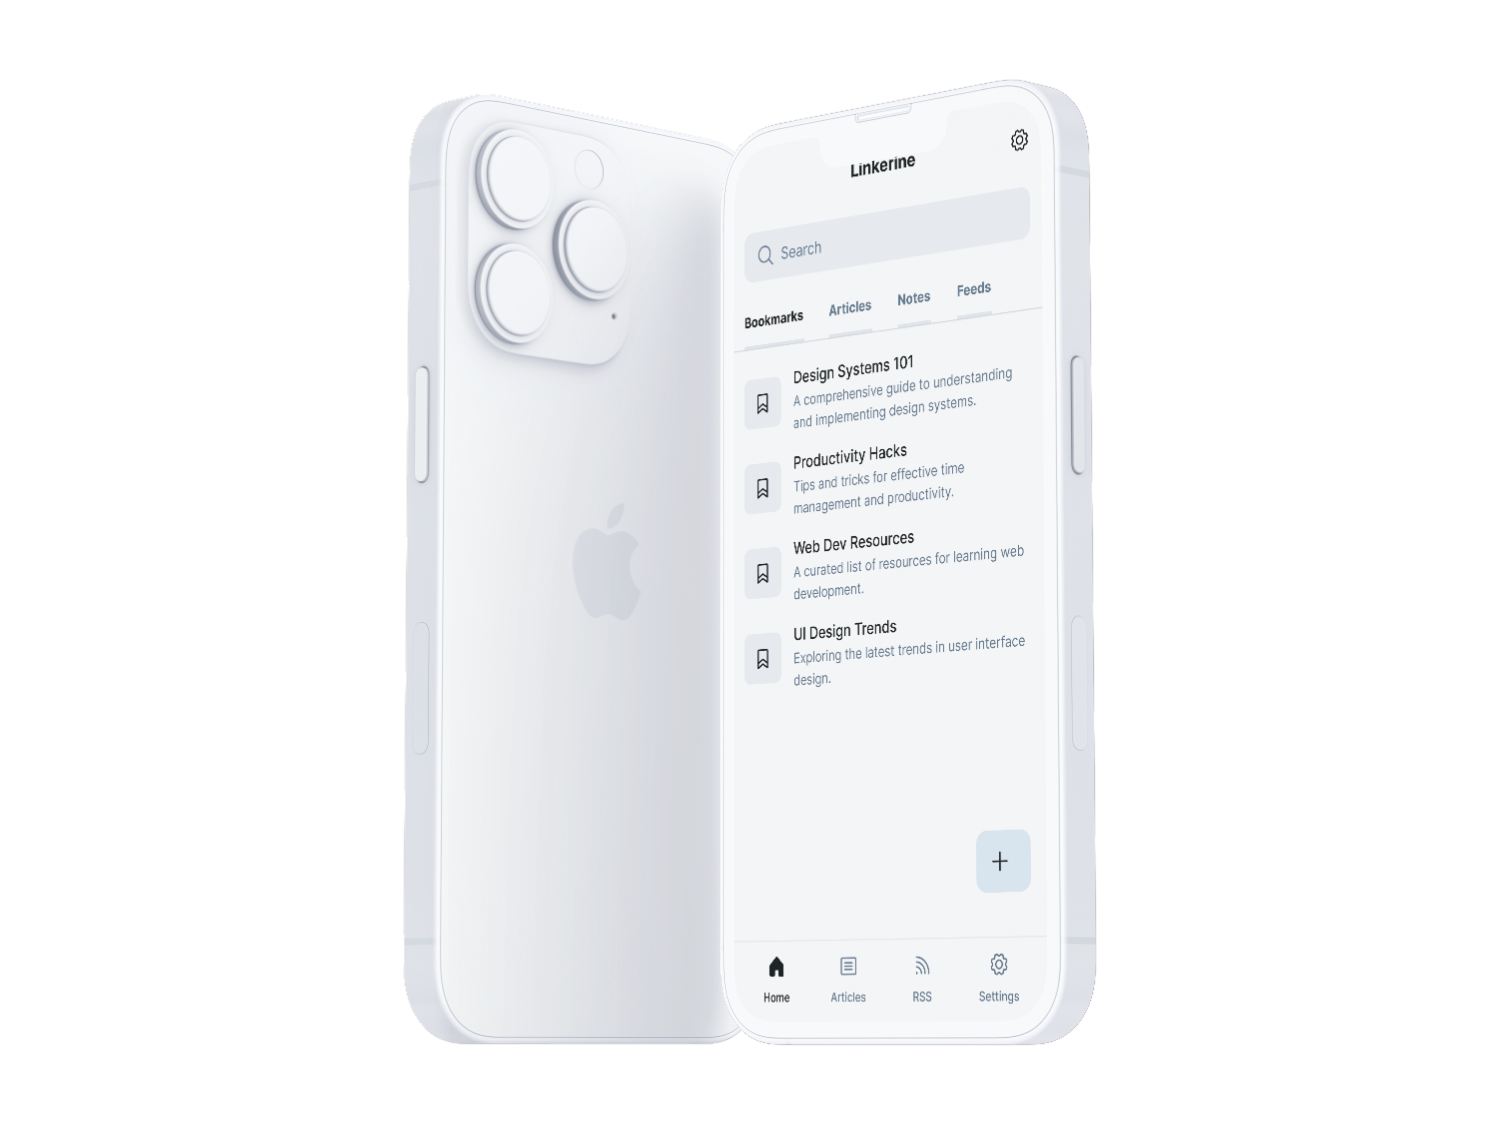 Linkerine
Search
Bookmarks Articles Notes Feeds
Design Systems 101
A comprehensive guide to understanding
and implementing design systems.
Productivity Hacks
Tips and tricks for effective time
management and productivity.
Web Dev Resources
A curated list of resources for learning web
development.
UI Design Trends
Exploring the latest trends in user interface
design.
Home Articles RSS Settings